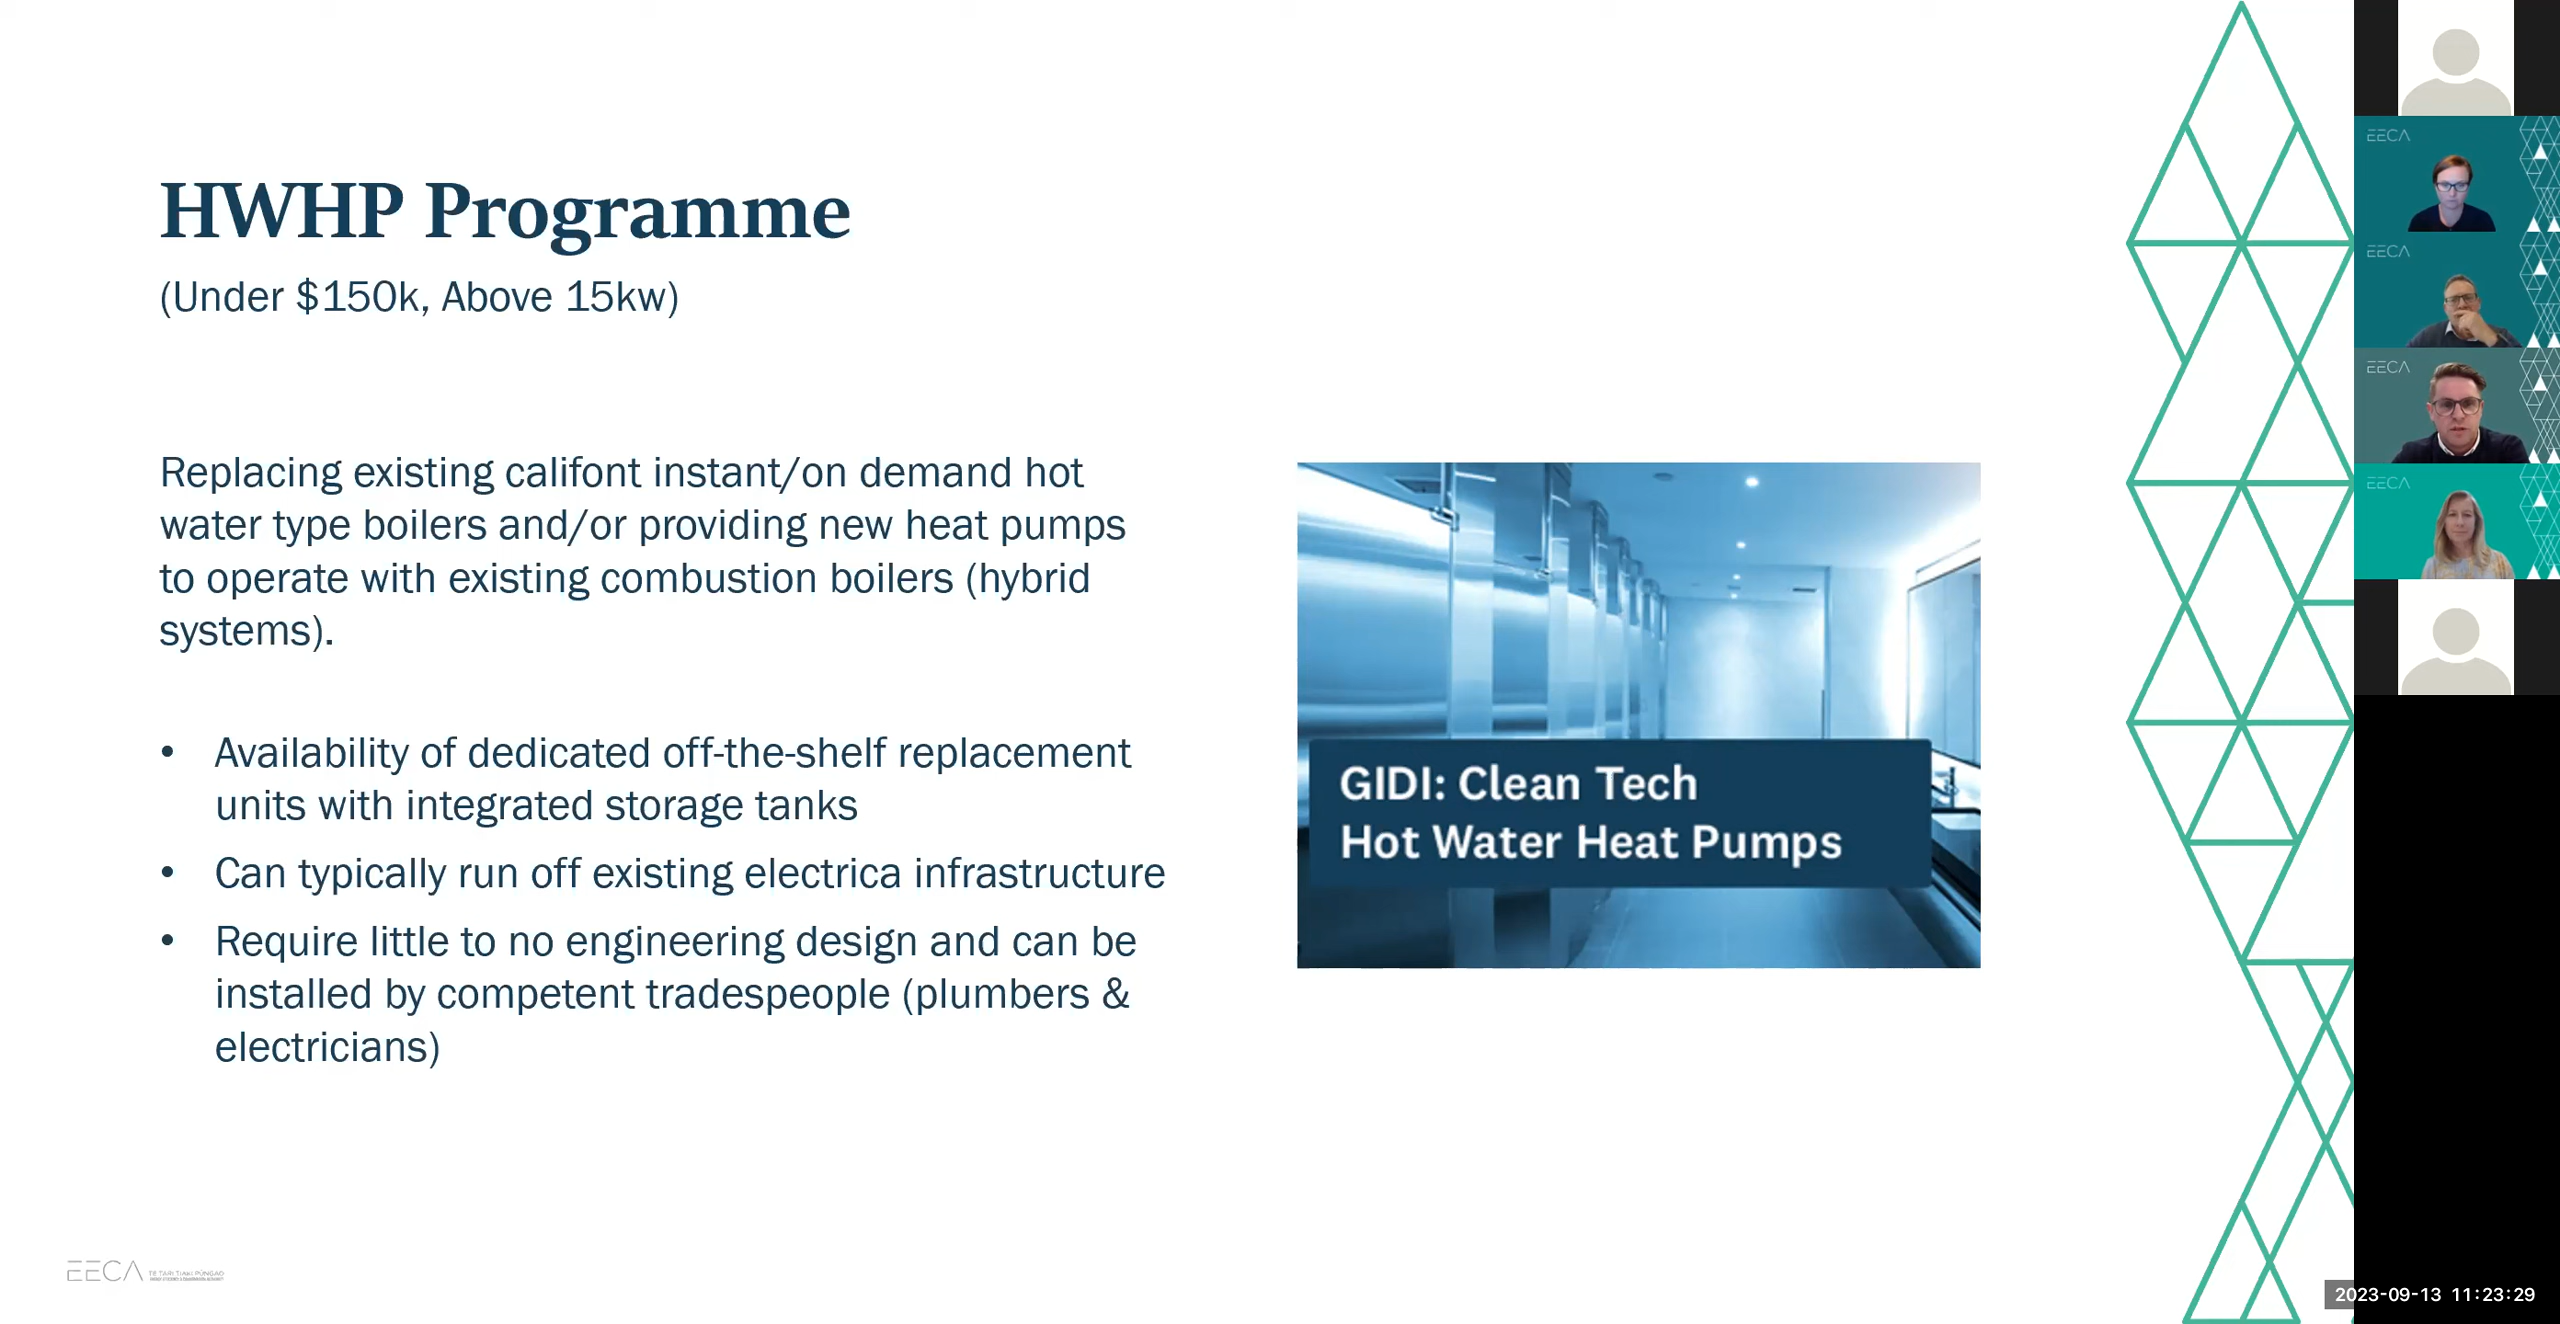 HWHP Programme
(Under $150k, Above 15kw)
Replacing existing califont instant/on demand hot
water type boilers and/or providing new heat pumps
to operate with existing combustion boilers (hybrid
systems).
• Availability of dedicated off-the-shelf replacement
units with integrated storage tanks
• Can typically run off existing electrica infrastructure
• Require little to no engineering design and can be
installed by competent tradespeople (plumbers &
electricians)
GIDI: Clean Tech
Hot Water Heat Pumps
EECA
TE TARI TIAKI PŪNGAO
EECA
EECA
EECA
EECA
2023-09-13 11:23:29